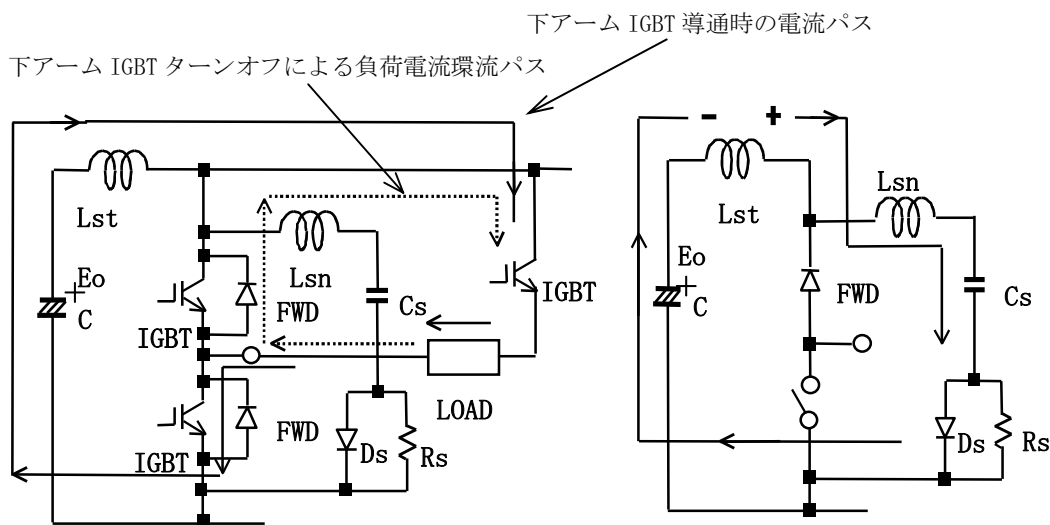 下アーム IGBT 導通時の電流パス
下アーム IGBT ターンオフによる負荷電流環流パス
Lst
Lsn
Eo
+
C
IGBT
FWD
Cs
IGBT
LOAD
IGBT
FWD
Ds
Rs
- +
Lst
Lsn
Eo
+
C
FWD
Cs
Ds
Rs